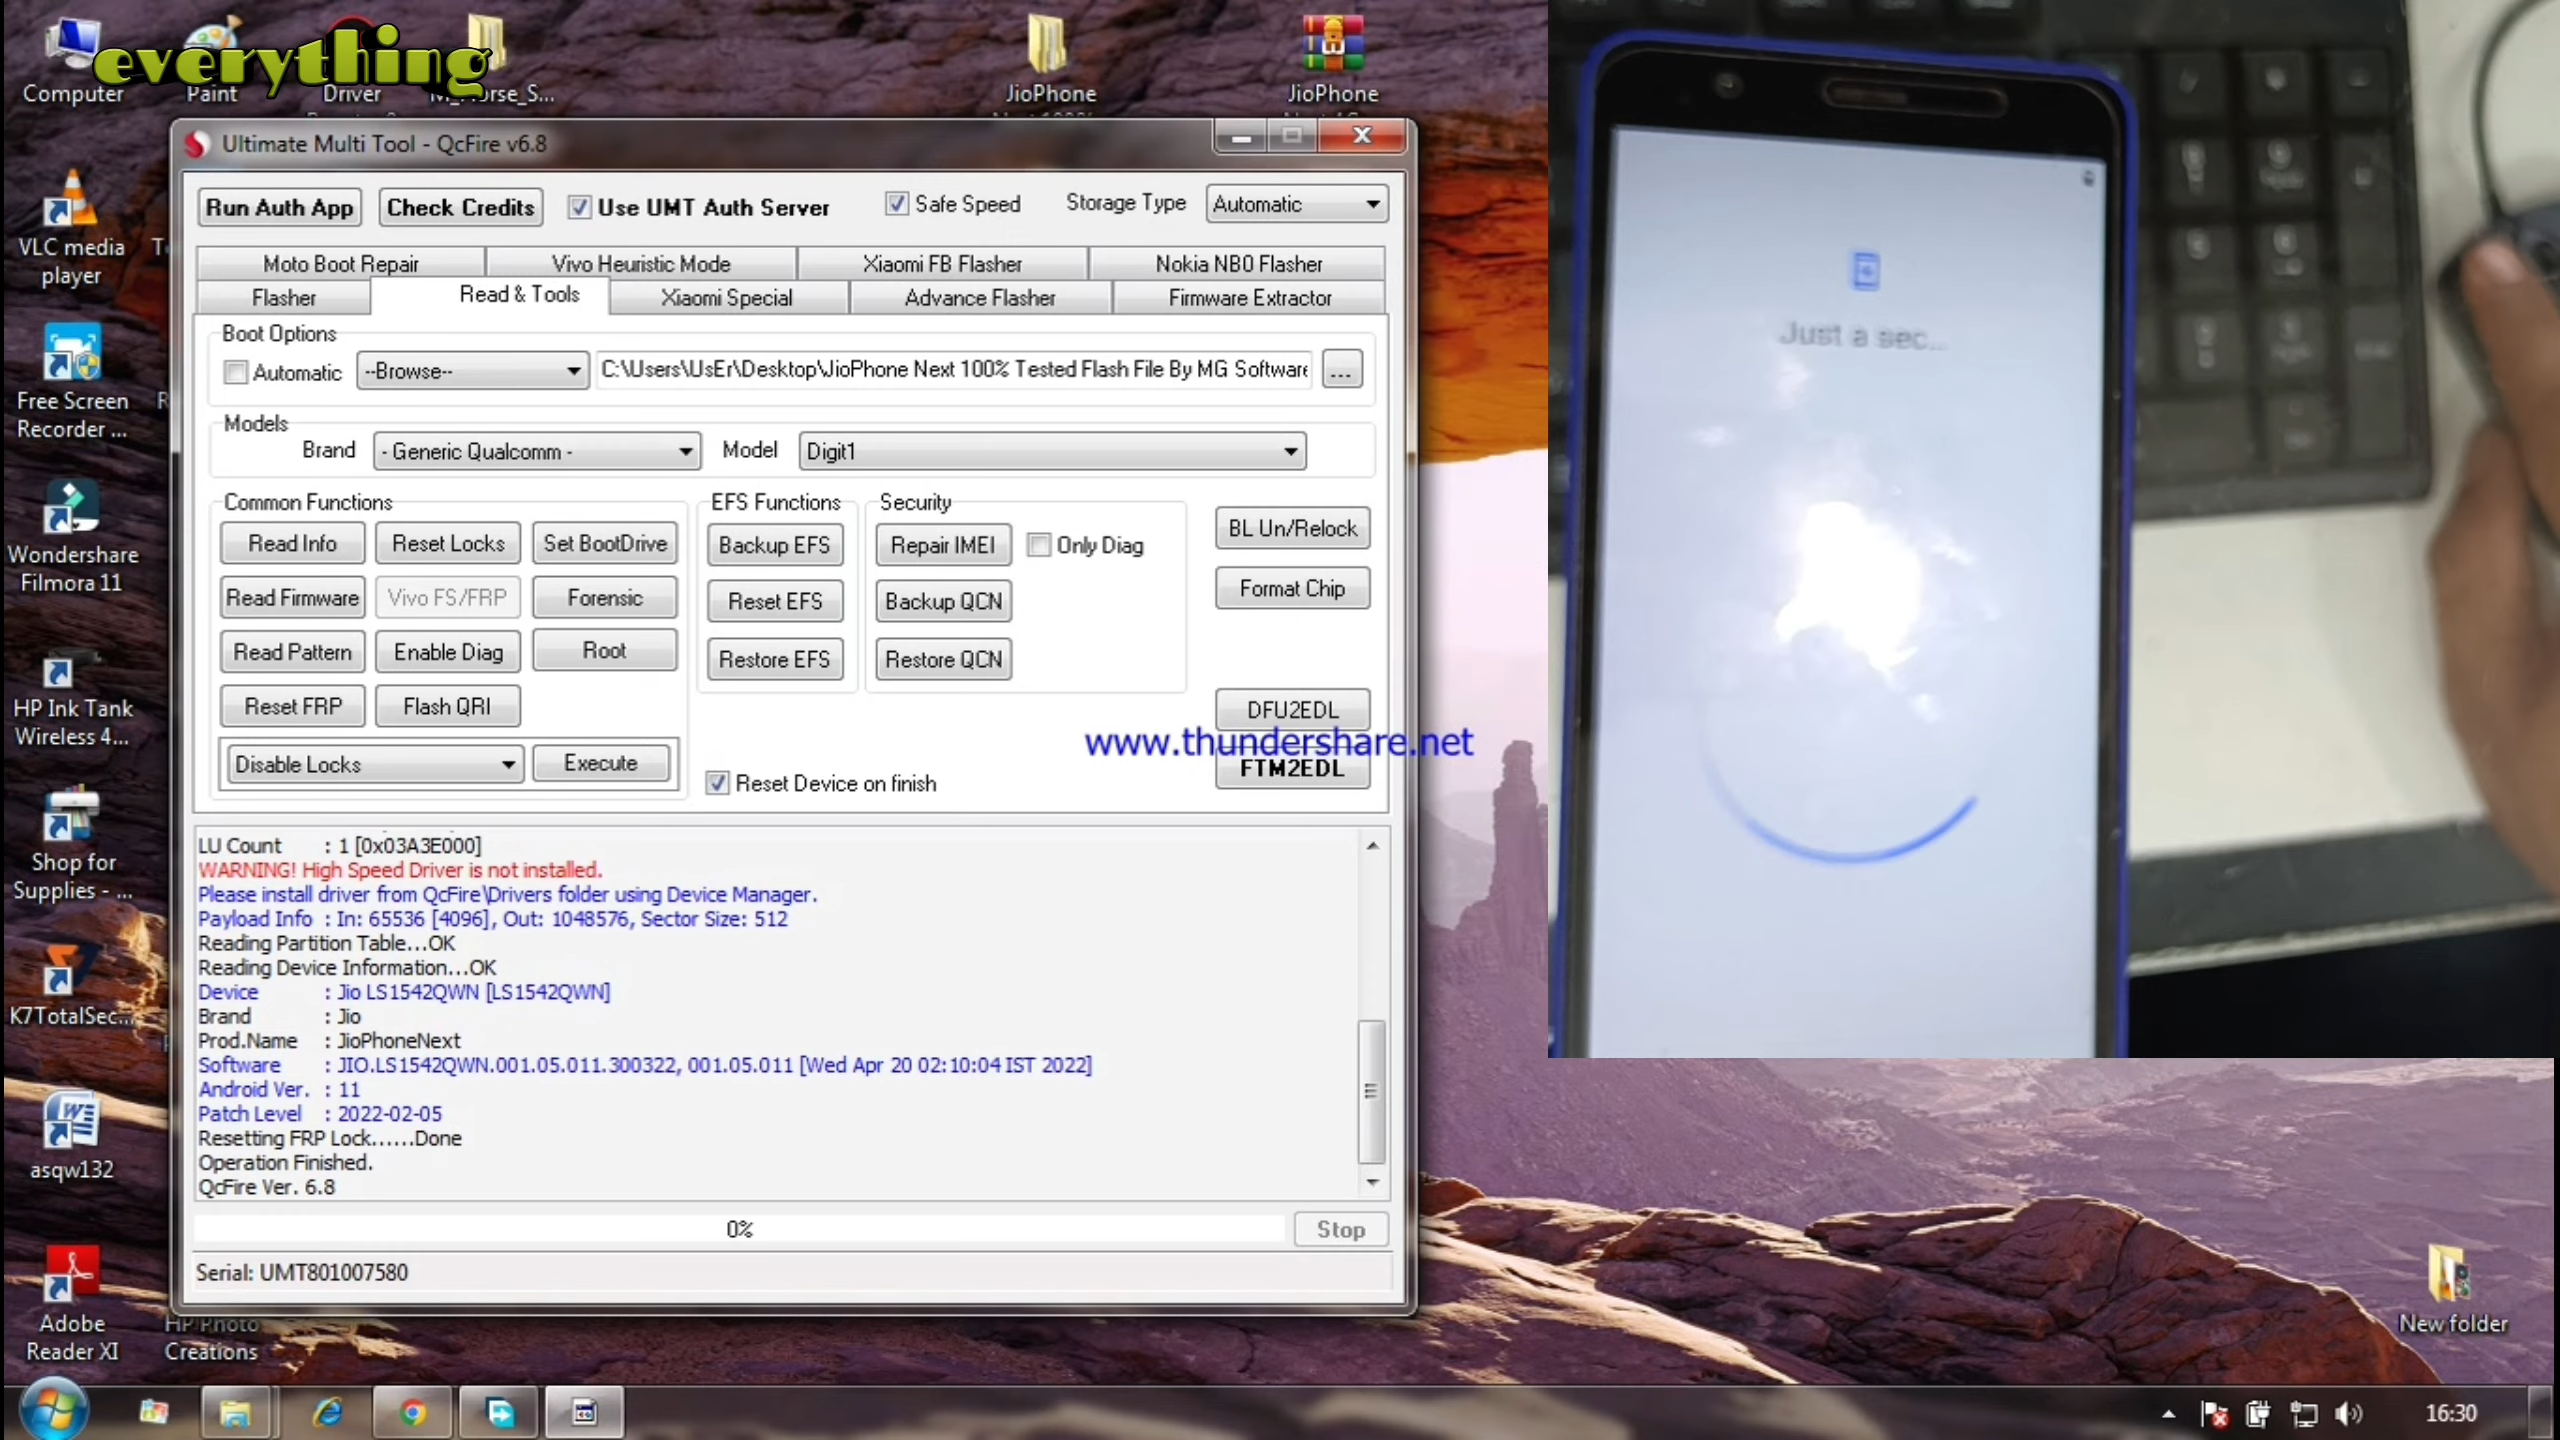 everything
Computer
Paint
Driver
JioPhone
JioPhone
VLC media
player
Free Screen
Recorder ...
Wondershare
Filmora 11
HP Ink Tank
Wireless 4...
Shop for
Supplies - ...
K7TotalSec...
asqw132
Adobe
Reader XI
HP Photo
Creations
Ultimate Multi Tool - QcFire v6.8
Run Auth App
Check Credits
Use UMT Auth Server
Safe Speed
Storage Type
Automatic
Moto Boot Repair
Vivo Heuristic Mode
Xiaomi FB Flasher
Nokia NB0 Flasher
Flasher
Read & Tools
Xiaomi Special
Advance Flasher
Firmware Extractor
Boot Options
Automatic
--Browse--
C:\Users\UsEr\Desktop\JioPhone Next 100% Tested Flash File By MG Software
...
Models
Brand
- Generic Qualcomm -
Model
Digit1
Common Functions
EFS Functions
Security
Read Info
Reset Locks
Set BootDrive
Backup EFS
Repair IMEI
Only Diag
BL Un/Relock
Read Firmware
Vivo FS/FRP
Forensic
Reset EFS
Backup QCN
Format Chip
Read Pattern
Enable Diag
Root
Restore EFS
Restore QCN
Reset FRP
Flash QRI
DFU2EDL
www.thundershare.net
FTM2EDL
Disable Locks
Execute
Reset Device on finish
LU Count : 1 [0x03A3E000]
WARNING! High Speed Driver is not installed.
Please install driver from QcFire\Drivers folder using Device Manager.
Payload Info : In: 65536 [4096], Out: 1048576, Sector Size: 512
Reading Partition Table...OK
Reading Device Information...OK
Device : Jio LS1542QWN [LS1542QWN]
Brand : Jio
Prod.Name : JioPhoneNext
Software : JIO.LS1542QWN.001.05.011.300322, 001.05.011 [Wed Apr 20 02:10:04 IST 2022]
Android Ver. : 11
Patch Level : 2022-02-05
Resetting FRP Lock......Done
Operation Finished.
QcFire Ver. 6.8
0%
Stop
Serial: UMT801007580
Just a sec...
New folder
16:30